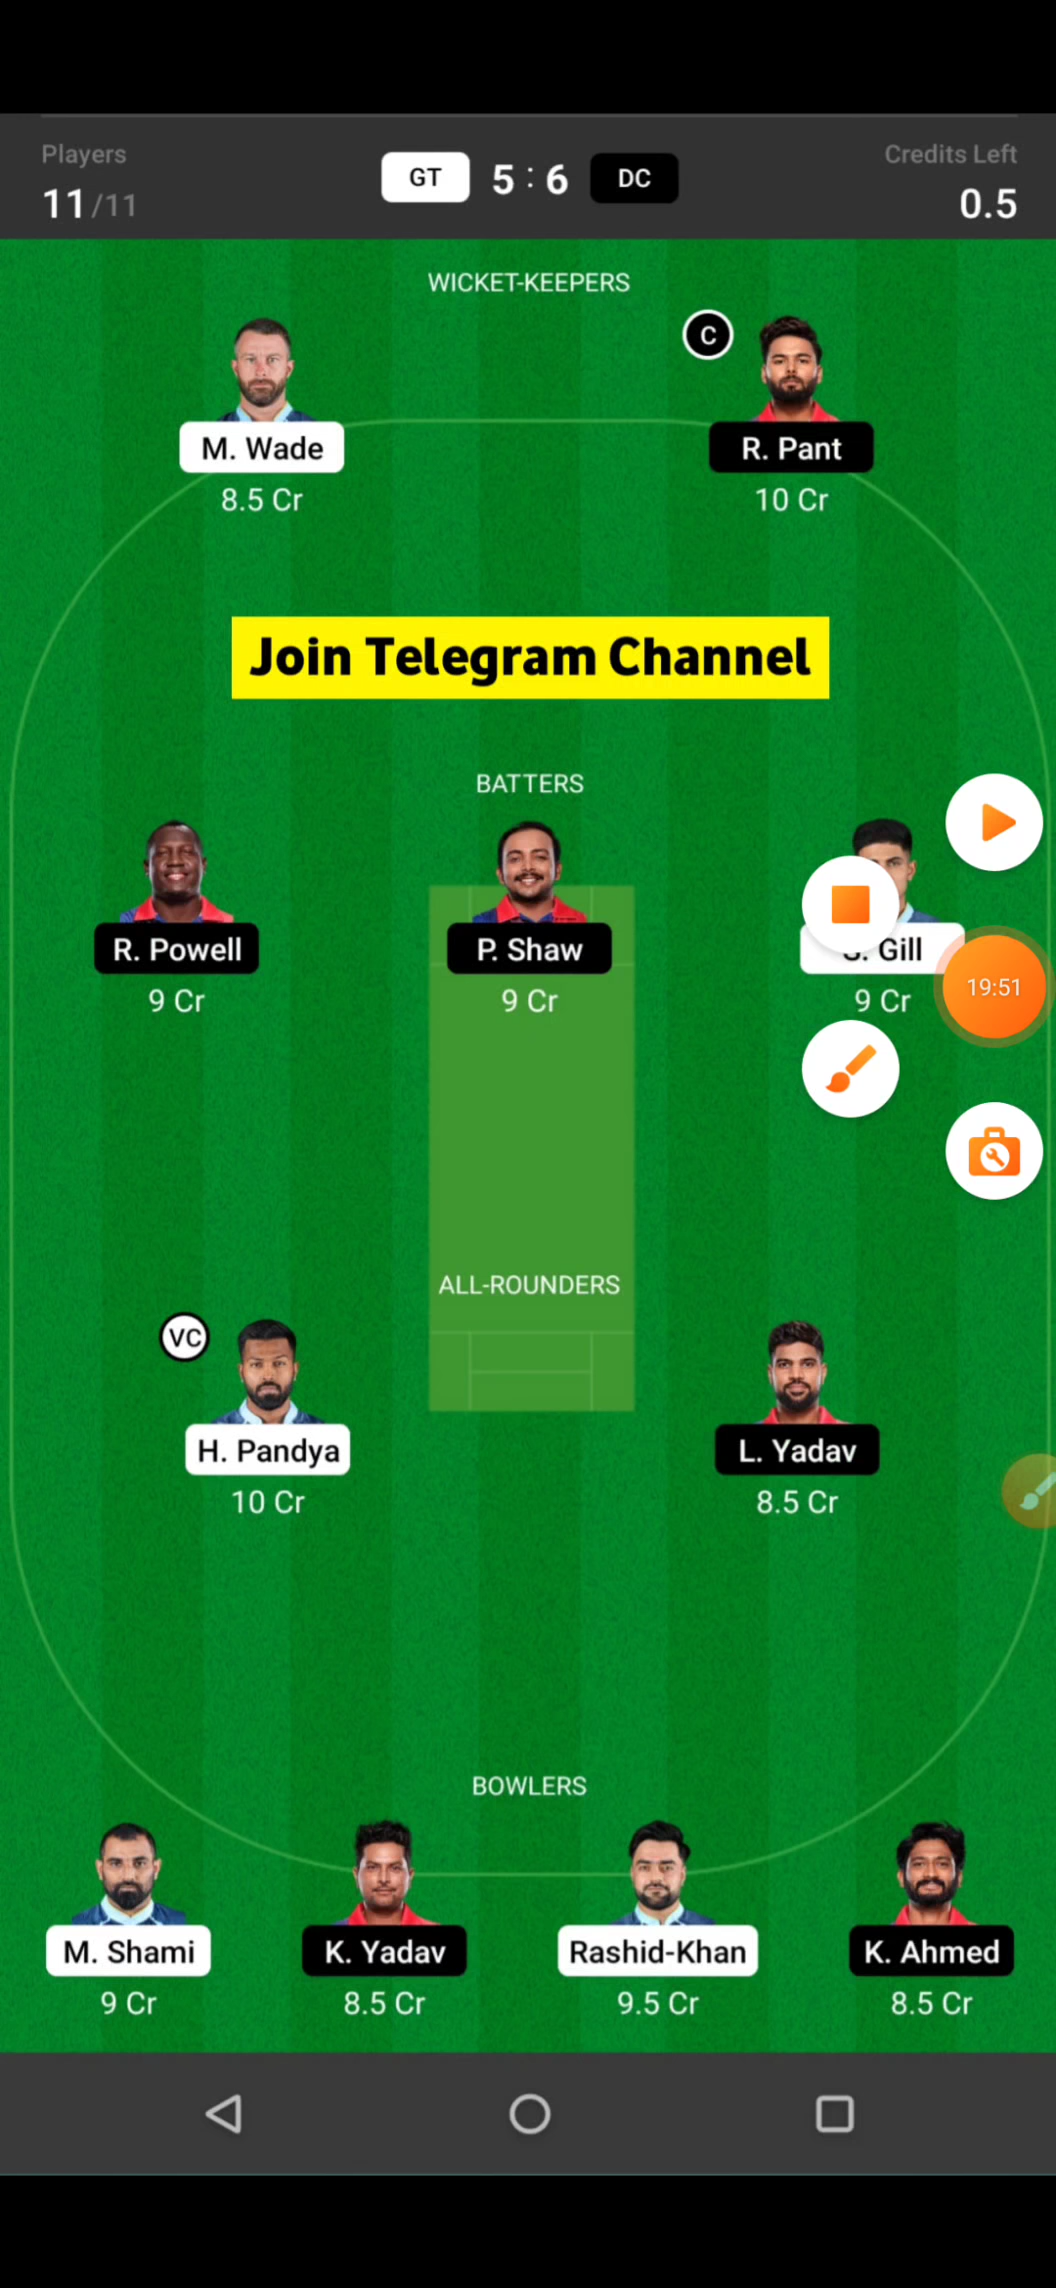 Players
Credits Left
GT 5 : 6 DC
11/11
0.5
WICKET-KEEPERS
C
M. Wade
R. Pant
8.5 Cr
10 Cr
Join Telegram Channel
BATTERS
R. Powell
P. Shaw
Gill
9 Cr
9 Cr
9 Cr
19:51
ALL-ROUNDERS
VC
H. Pandya
L. Yadav
10 Cr
8.5 Cr
BOWLERS
M. Shami
K. Yadav
Rashid-Khan
K. Ahmed
9 Cr
8.5 Cr
9.5 Cr
8.5 Cr